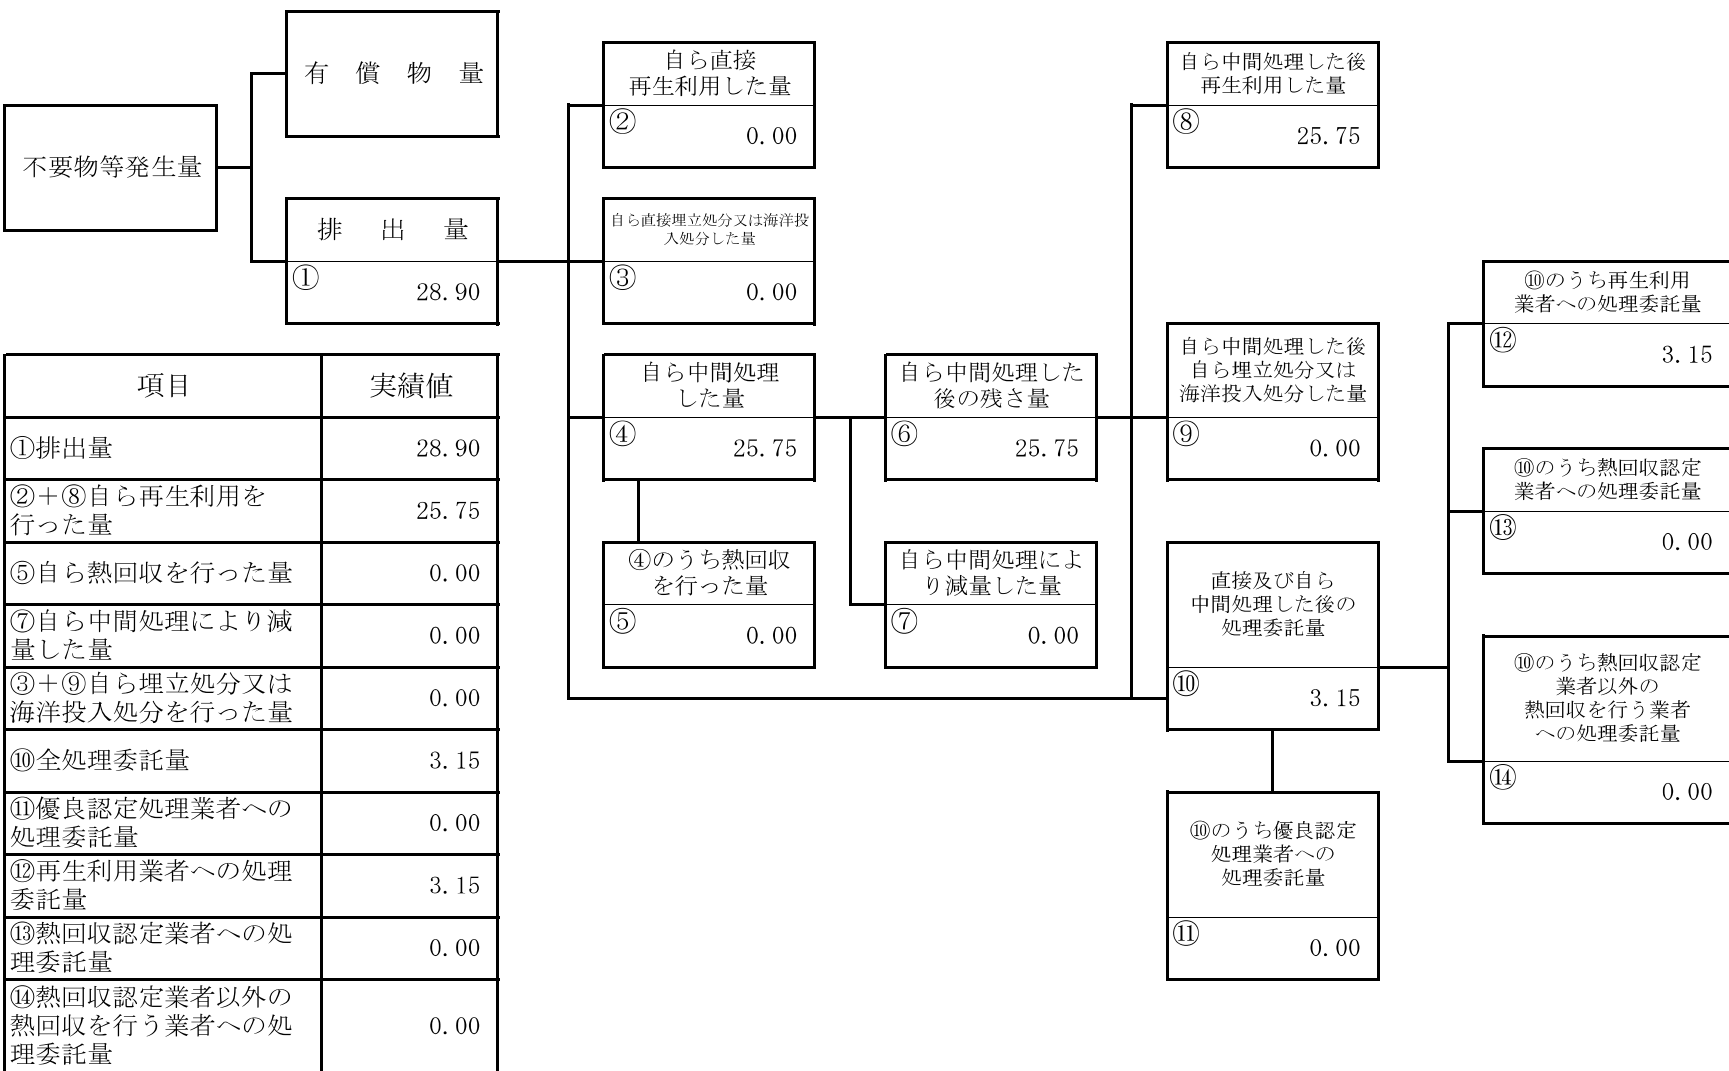 有　償　物　量
不要物等発生量
排　出　量
①
28.90
自ら直接
再生利用した量
②
0.00
自ら直接埋立処分又は海洋投
入処分した量
③
0.00
自ら中間処理
した量
④
25.75
④のうち熱回収
を行った量
⑤
0.00
自ら中間処理した
後の残さ量
⑥
25.75
自ら中間処理によ
り減量した量
⑦
0.00
自ら中間処理した後
再生利用した量
⑧
25.75
自ら中間処理した後
自ら埋立処分又は
海洋投入処分した量
⑨
0.00
直接及び自ら
中間処理した後の
処理委託量
⑩
3.15
⑩のうち優良認定
処理業者への
処理委託量
⑪
0.00
⑩のうち再生利用
業者への処理委託量
⑫
3.15
⑩のうち熱回収認定
業者への処理委託量
⑬
0.00
⑩のうち熱回収認定
業者以外の
熱回収を行う業者
への処理委託量
⑭
0.00
項目 実績値
①排出量 28.90
②＋⑧自ら再生利用を
行った量 25.75
⑤自ら熱回収を行った量 0.00
⑦自ら中間処理により減
量した量 0.00
③＋⑨自ら埋立処分又は
海洋投入処分を行った量 0.00
⑩全処理委託量 3.15
⑪優良認定処理業者への
処理委託量 0.00
⑫再生利用業者への処理
委託量 3.15
⑬熱回収認定業者への処
理委託量 0.00
⑭熱回収認定業者以外の
熱回収を行う業者への処 0.00
理委託量